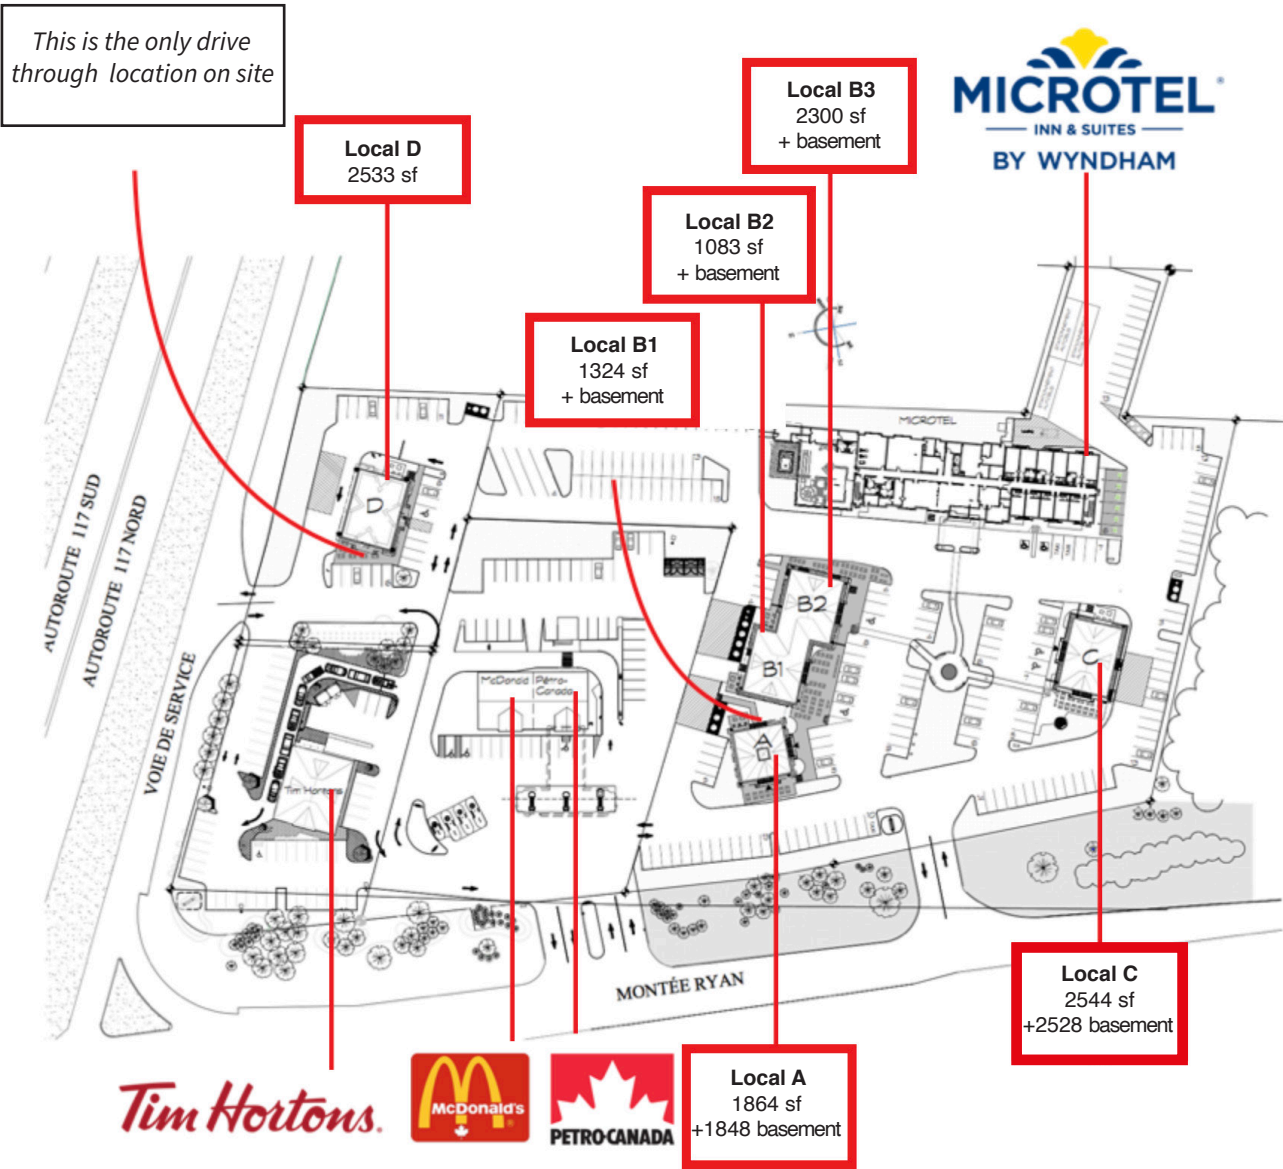 This is the only drive
through location on site
Local D
2533 sf
Local B3
2300 sf
+ basement
MICROTEL
INN & SUITES
BY WYNDHAM
Local B2
1083 sf
+ basement
Local B1
1324 sf
+ basement
MICROTEL
D
B2
B1
A
C
McDonald
Petro-
Canada
Tim Hortons
AUTOROUTE 117 SUD
AUTOROUTE 117 NORD
VOIE DE SERVICE
MONTÉE RYAN
Local C
2544 sf
+2528 basement
Local A
1864 sf
+1848 basement
Tim Hortons.
McDonald's
PETRO-CANADA